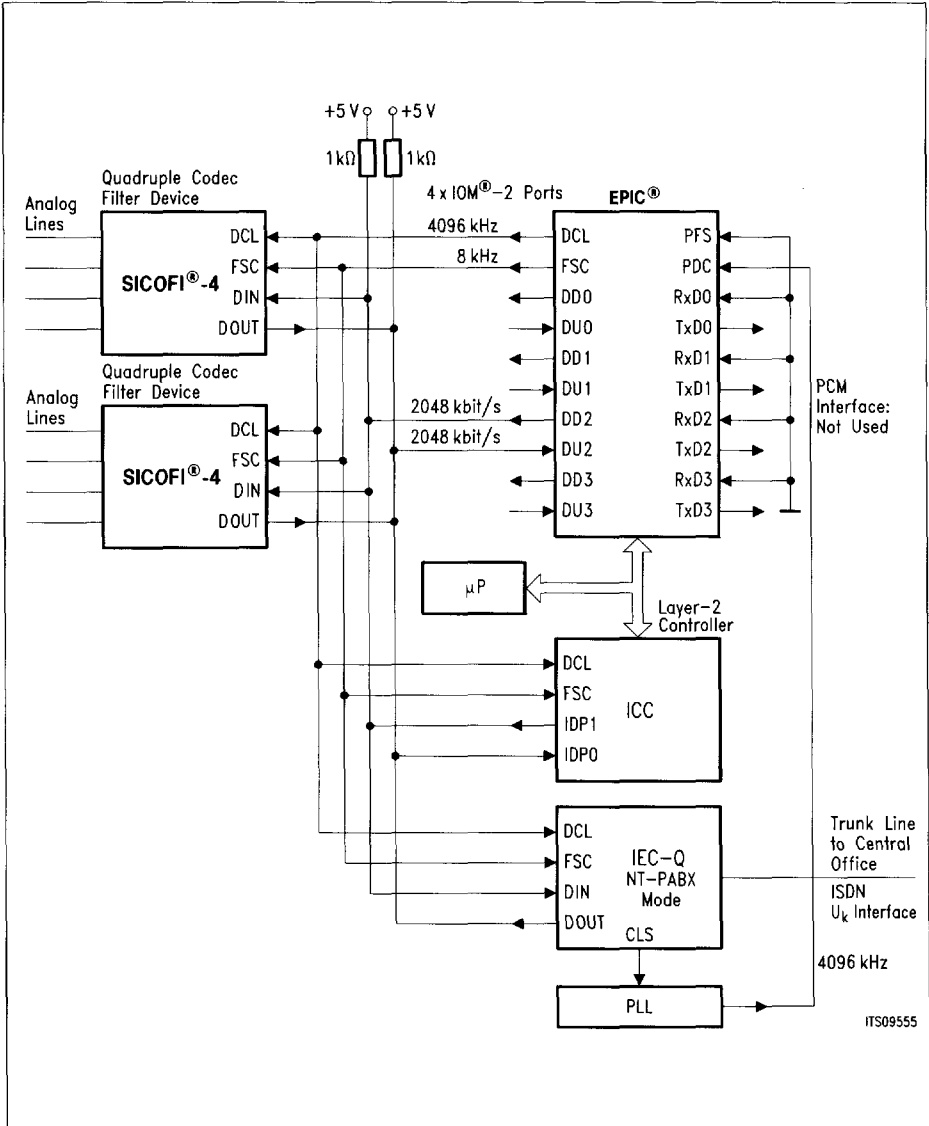 +5 V
+5 V
1kΩ
1kΩ
Quadruple Codec
Filter Device
Analog
Lines
SICOFI®-4
DCL
FSC
DIN
DOUT
Quadruple Codec
Filter Device
Analog
Lines
SICOFI®-4
DCL
FSC
DIN
DOUT
4 x IOM®-2 Ports
4096 kHz
8 kHz
2048 kbit/s
2048 kbit/s
EPIC®
DCL
FSC
DD0
DU0
DD1
DU1
DD2
DU2
DD3
DU3
PFS
PDC
RxD0
TxD0
RxD1
TxD1
RxD2
TxD2
RxD3
TxD3
PCM
Interface:
Not Used
µP
Layer-2
Controller
DCL
FSC
IDP1
IDP0
ICC
DCL
FSC
DIN
DOUT
IEC-Q
NT-PABX
Mode
CLS
Trunk Line
to Central
Office
ISDN
Uk Interface
4096 kHz
PLL
ITS09555